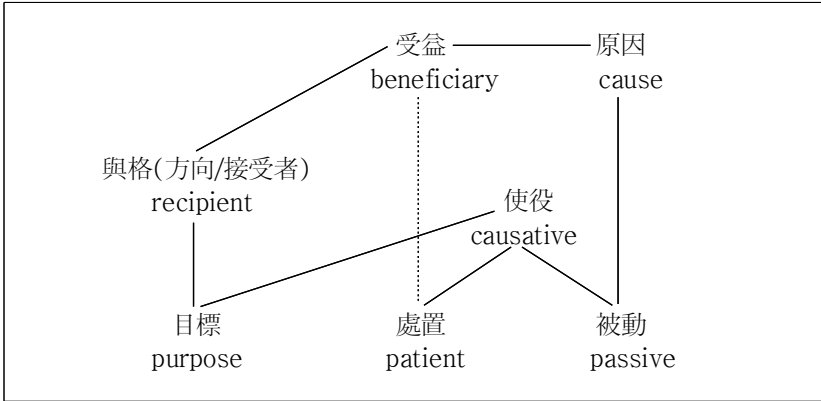 受益
beneficiary
原因
cause
與格(方向/接受者)
recipient
使役
causative
目標
purpose
處置
patient
被動
passive